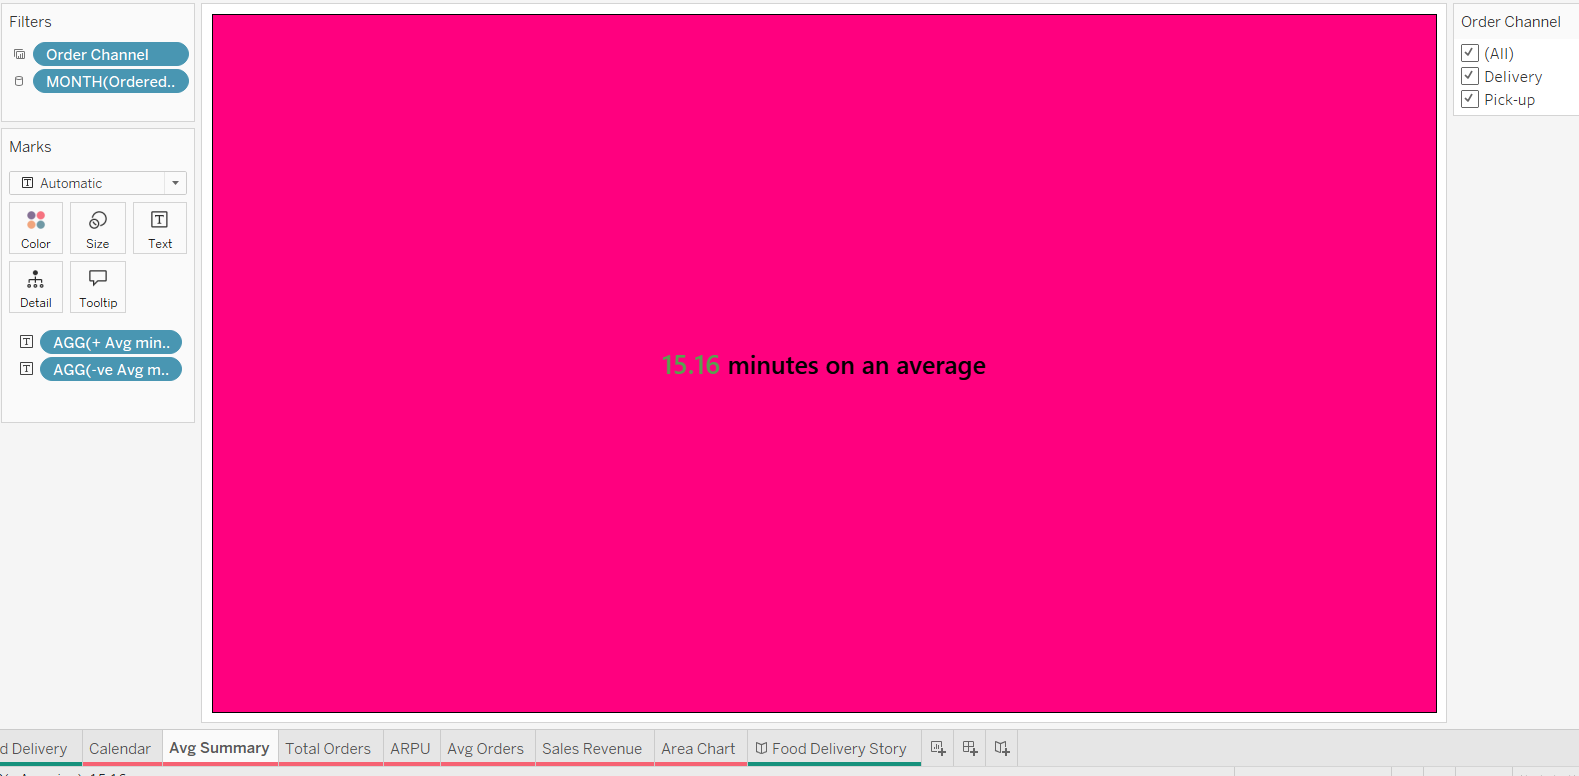 Filters
Order Channel
MONTH(Ordered..
Marks
Automatic
Color
Size
Text
Detail
Tooltip
AGG(+ Avg min..
AGG(-ve Avg m..
15.16 minutes on an average
Order Channel
(All)
Delivery
Pick-up
d Delivery
Calendar
Avg Summary
Total Orders
ARPU
Avg Orders
Sales Revenue
Area Chart
Food Delivery Story